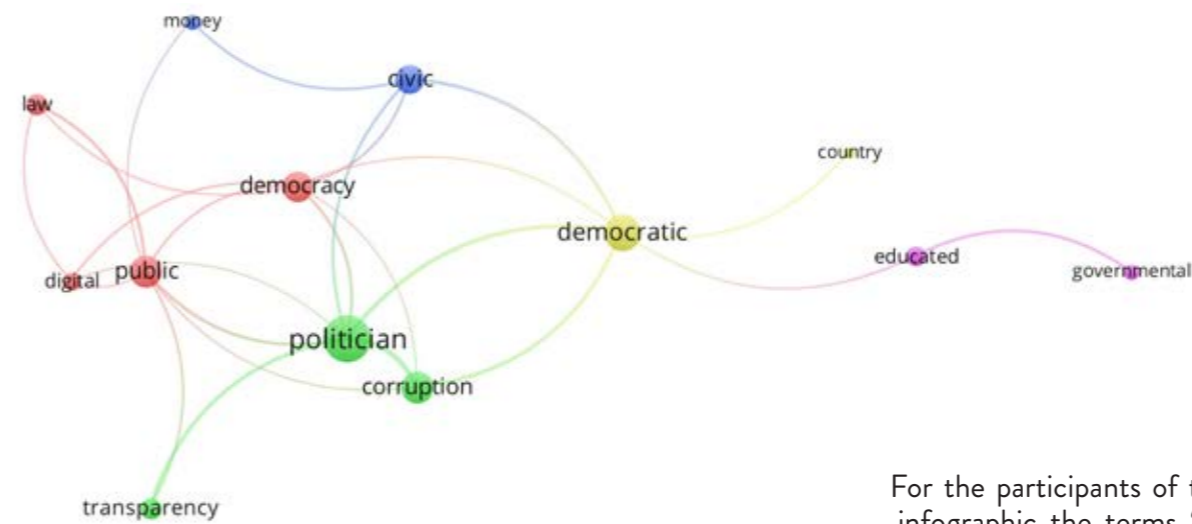 money
civic
law
country
democracy
democratic
educated
digital
public
governmental
politician
corruption
transparency
For the participants of
infographic the terms